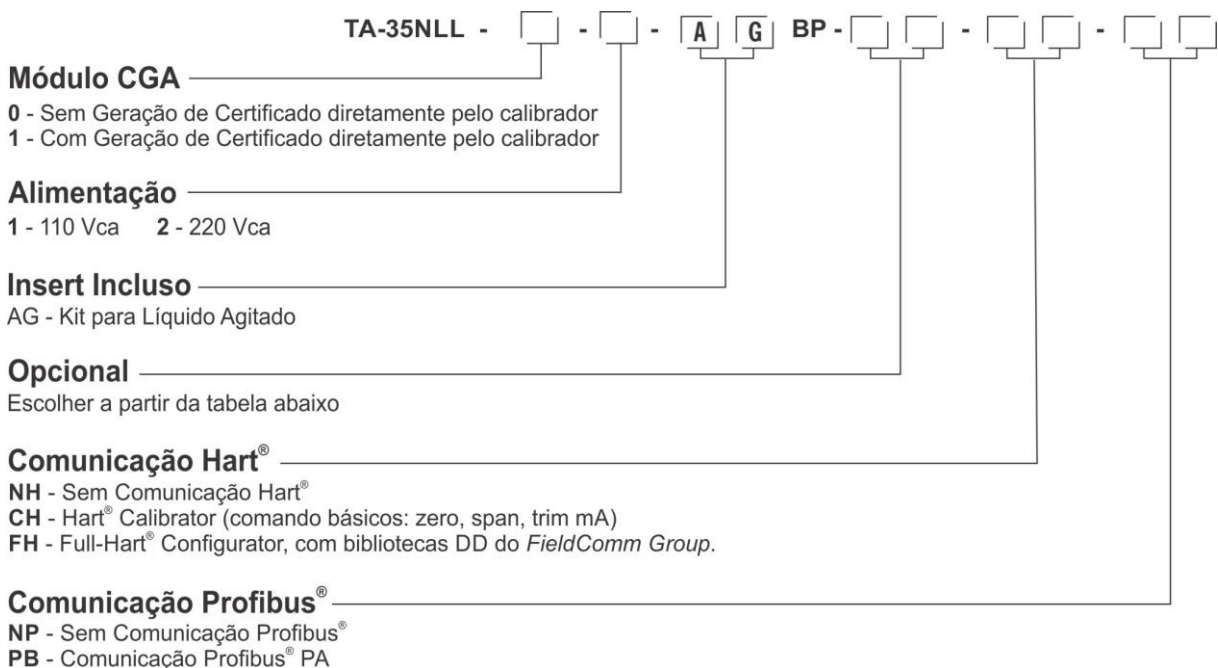 TA-35NLL - - - A G BP - - -
Módulo CGA
0 - Sem Geração de Certificado diretamente pelo calibrador
1 - Com Geração de Certificado diretamente pelo calibrador
Alimentação
1 - 110 Vca 2 - 220 Vca
Insert Incluso
AG - Kit para Líquido Agitado
Opcional
Escolher a partir da tabela abaixo
Comunicação Hart®
NH - Sem Comunicação Hart®
CH - Hart® Calibrator (comando básicos: zero, span, trim mA)
FH - Full-Hart® Configurator, com bibliotecas DD do FieldComm Group.
Comunicação Profibus®
NP - Sem Comunicação Profibus®
PB - Comunicação Profibus® PA